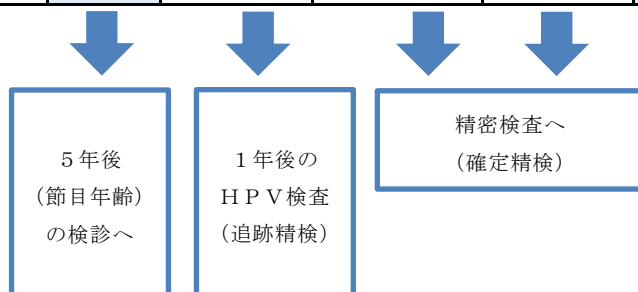 ５年後
（節目年齢）
の検診へ
１年後の
ＨＰＶ検査
（追跡精検）
精密検査へ
（確定精検）